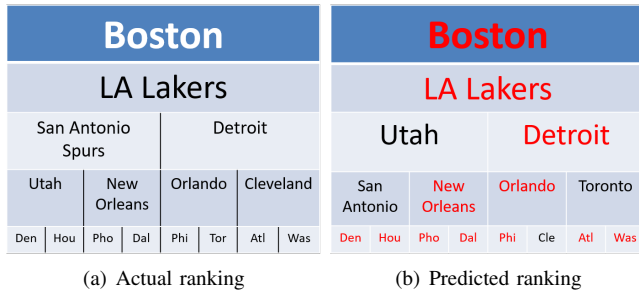 Boston
LA Lakers
San Antonio Spurs
Detroit
Utah
New Orleans
Orlando
Cleveland
Den Hou Pho Dal Phi Tor Atl Was
(a) Actual ranking
Boston
LA Lakers
Utah
Detroit
San Antonio
New Orleans
Orlando
Toronto
Den Hou Pho Dal Phi Cle Atl Was
(b) Predicted ranking